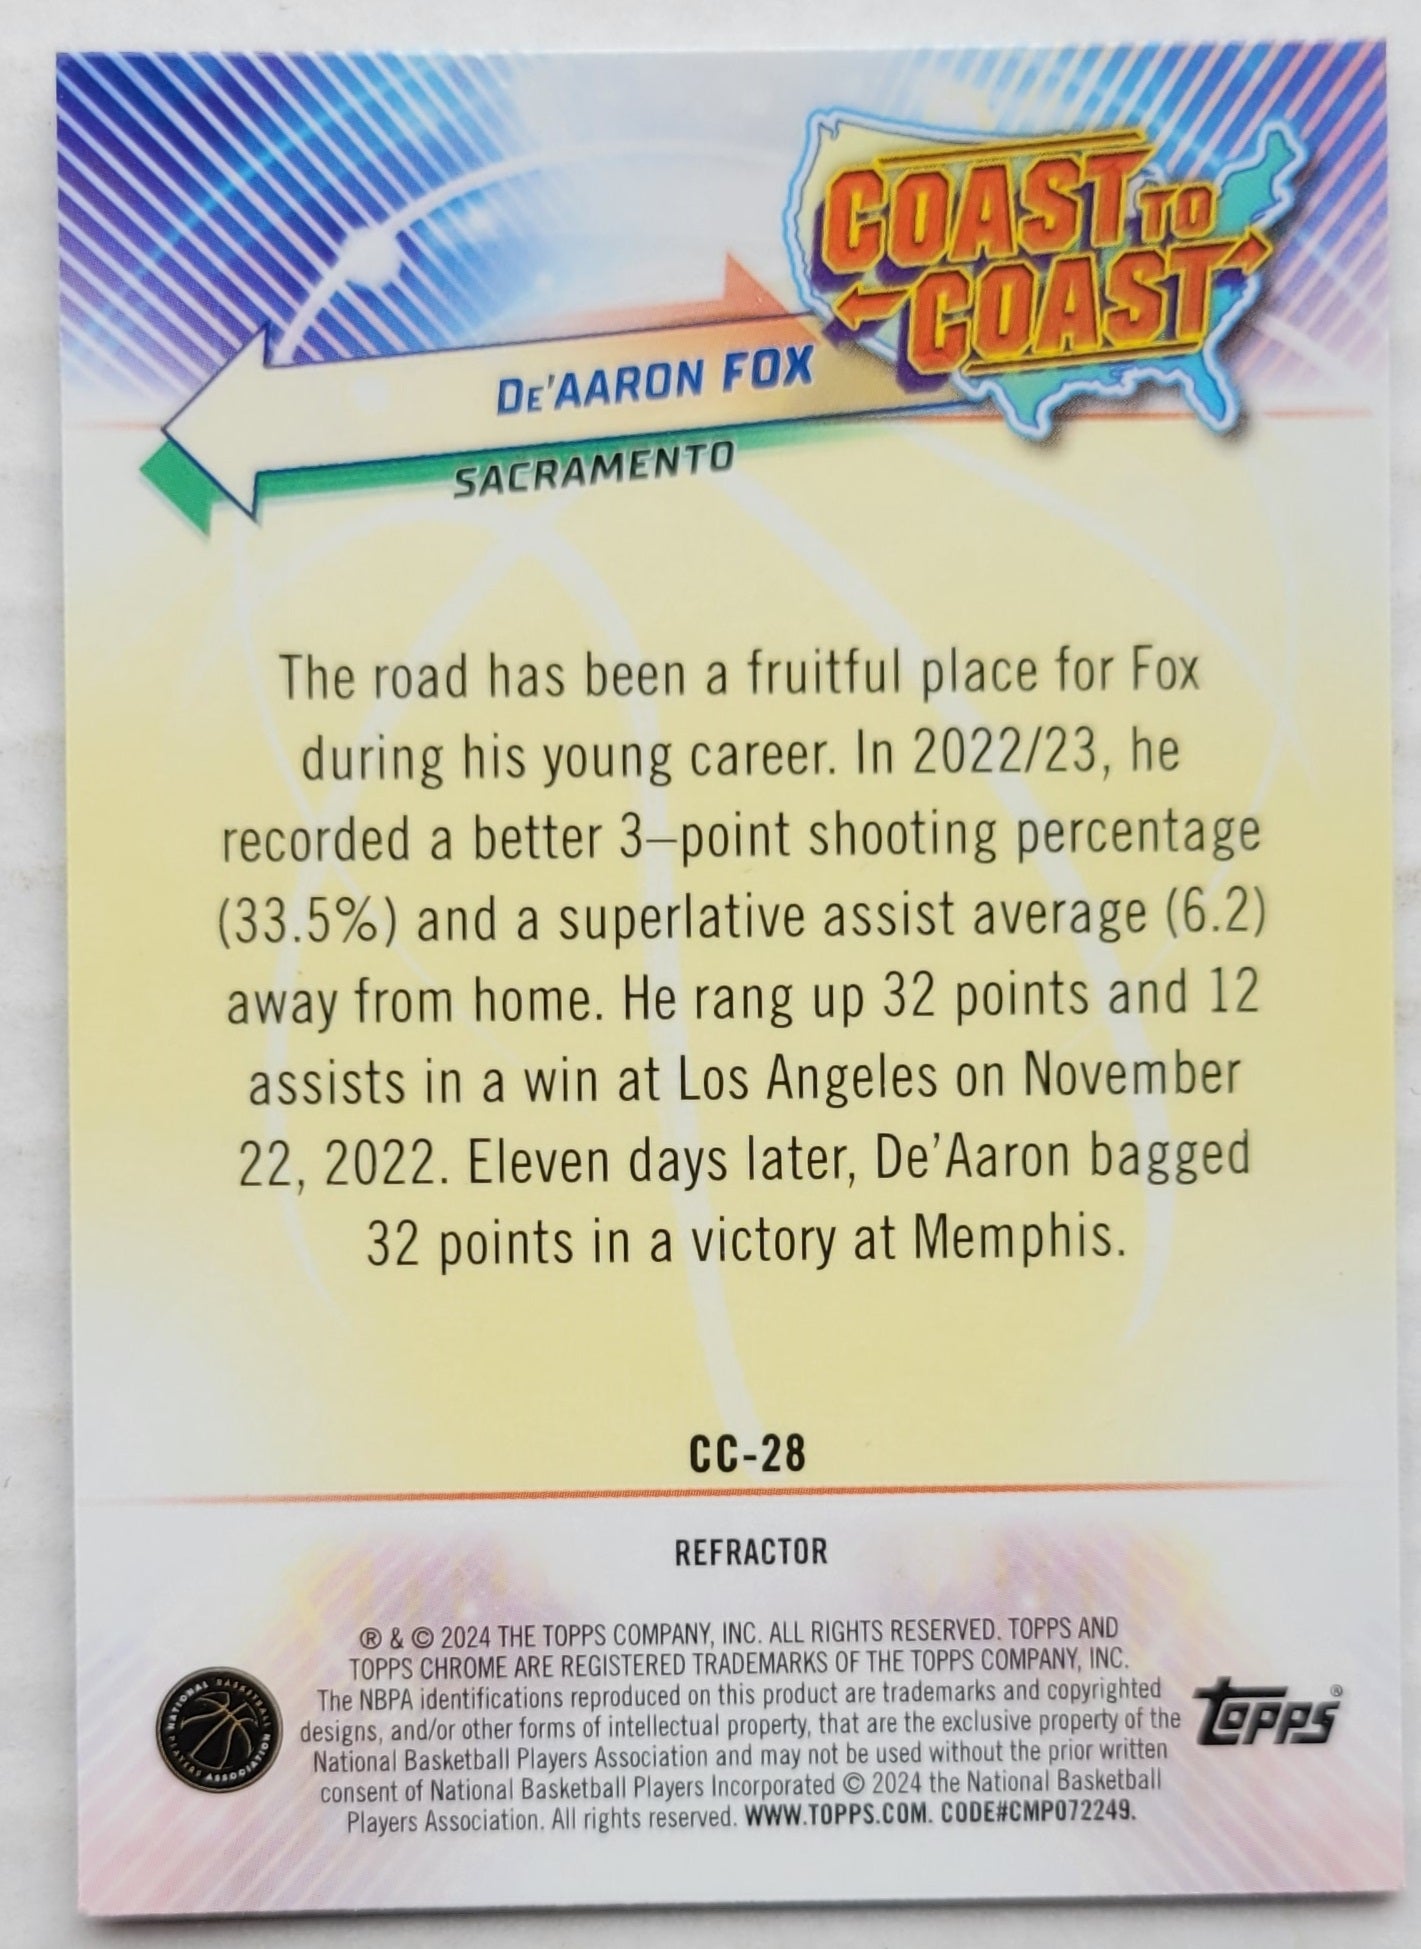 COAST TO
COAST
DE'AARON FOX
SACRAMENTO
The road has been a fruitful place for Fox
during his young career. In 2022/23, he
recorded a better 3–point shooting percentage
(33.5%) and a superlative assist average (6.2)
away from home. He rang up 32 points and 12
assists in a win at Los Angeles on November
22, 2022. Eleven days later, De'Aaron bagged
32 points in a victory at Memphis.
CC-28
REFRACTOR
® & © 2024 THE TOPPS COMPANY, INC. ALL RIGHTS RESERVED. TOPPS AND
TOPPS CHROME ARE REGISTERED TRADEMARKS OF THE TOPPS COMPANY, INC.
The NBPA identifications reproduced on this product are trademarks and copyrighted
designs, and/or other forms of intellectual property, that are the exclusive property of the
National Basketball Players Association and may not be used without the prior written
consent of National Basketball Players Incorporated © 2024 the National Basketball
Players Association. All rights reserved. WWW.TOPPS.COM. CODE#CMP072249.
NATIONAL BASKETBALL
PLAYERS ASSOCIATION
topps®